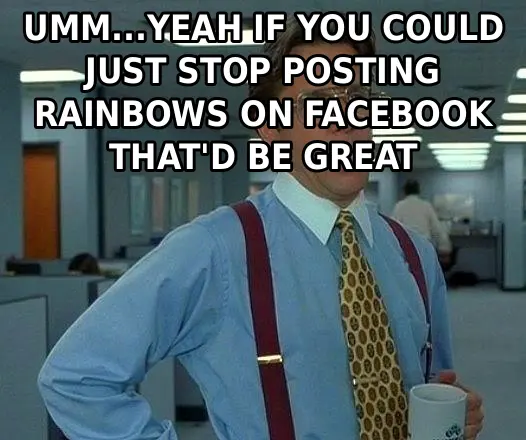 UMM...YEAH IF YOU COULD
JUST STOP POSTING
RAINBOWS ON FACEBOOK
THAT'D BE GREAT